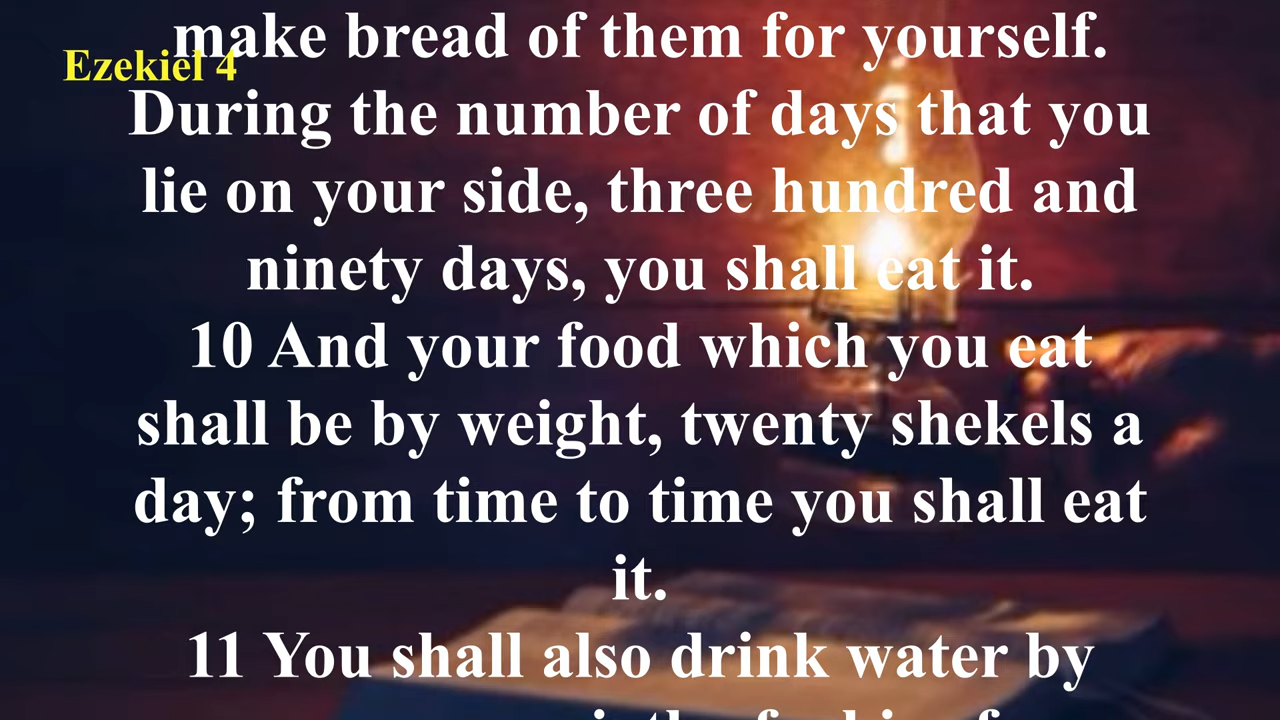 make bread of them for yourself.
Ezekiel 4
During the number of days that you
lie on your side, three hundred and
ninety days, you shall eat it.
10 And your food which you eat
shall be by weight, twenty shekels a
day; from time to time you shall eat
it.
11 You shall also drink water by